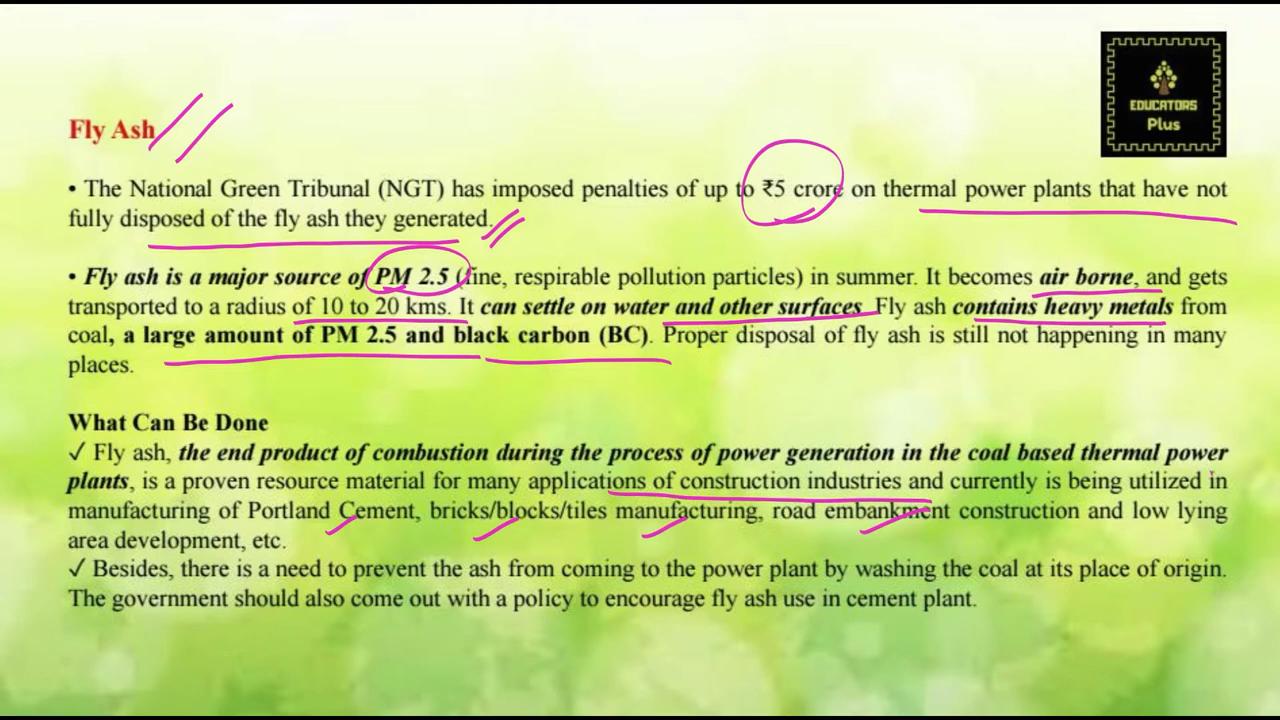 EDUCATORS
Plus
Fly Ash
• The National Green Tribunal (NGT) has imposed penalties of up to ₹5 crore on thermal power plants that have not
fully disposed of the fly ash they generated.
• Fly ash is a major source of PM 2.5 (fine, respirable pollution particles) in summer. It becomes air borne, and gets
transported to a radius of 10 to 20 kms. It can settle on water and other surfaces Fly ash contains heavy metals from
coal, a large amount of PM 2.5 and black carbon (BC). Proper disposal of fly ash is still not happening in many
places.
What Can Be Done
✓ Fly ash, the end product of combustion during the process of power generation in the coal based thermal power
plants, is a proven resource material for many applications of construction industries and currently is being utilized in
manufacturing of Portland Cement, bricks/blocks/tiles manufacturing, road embankment construction and low lying
area development, etc.
✓ Besides, there is a need to prevent the ash from coming to the power plant by washing the coal at its place of origin.
The government should also come out with a policy to encourage fly ash use in cement plant.